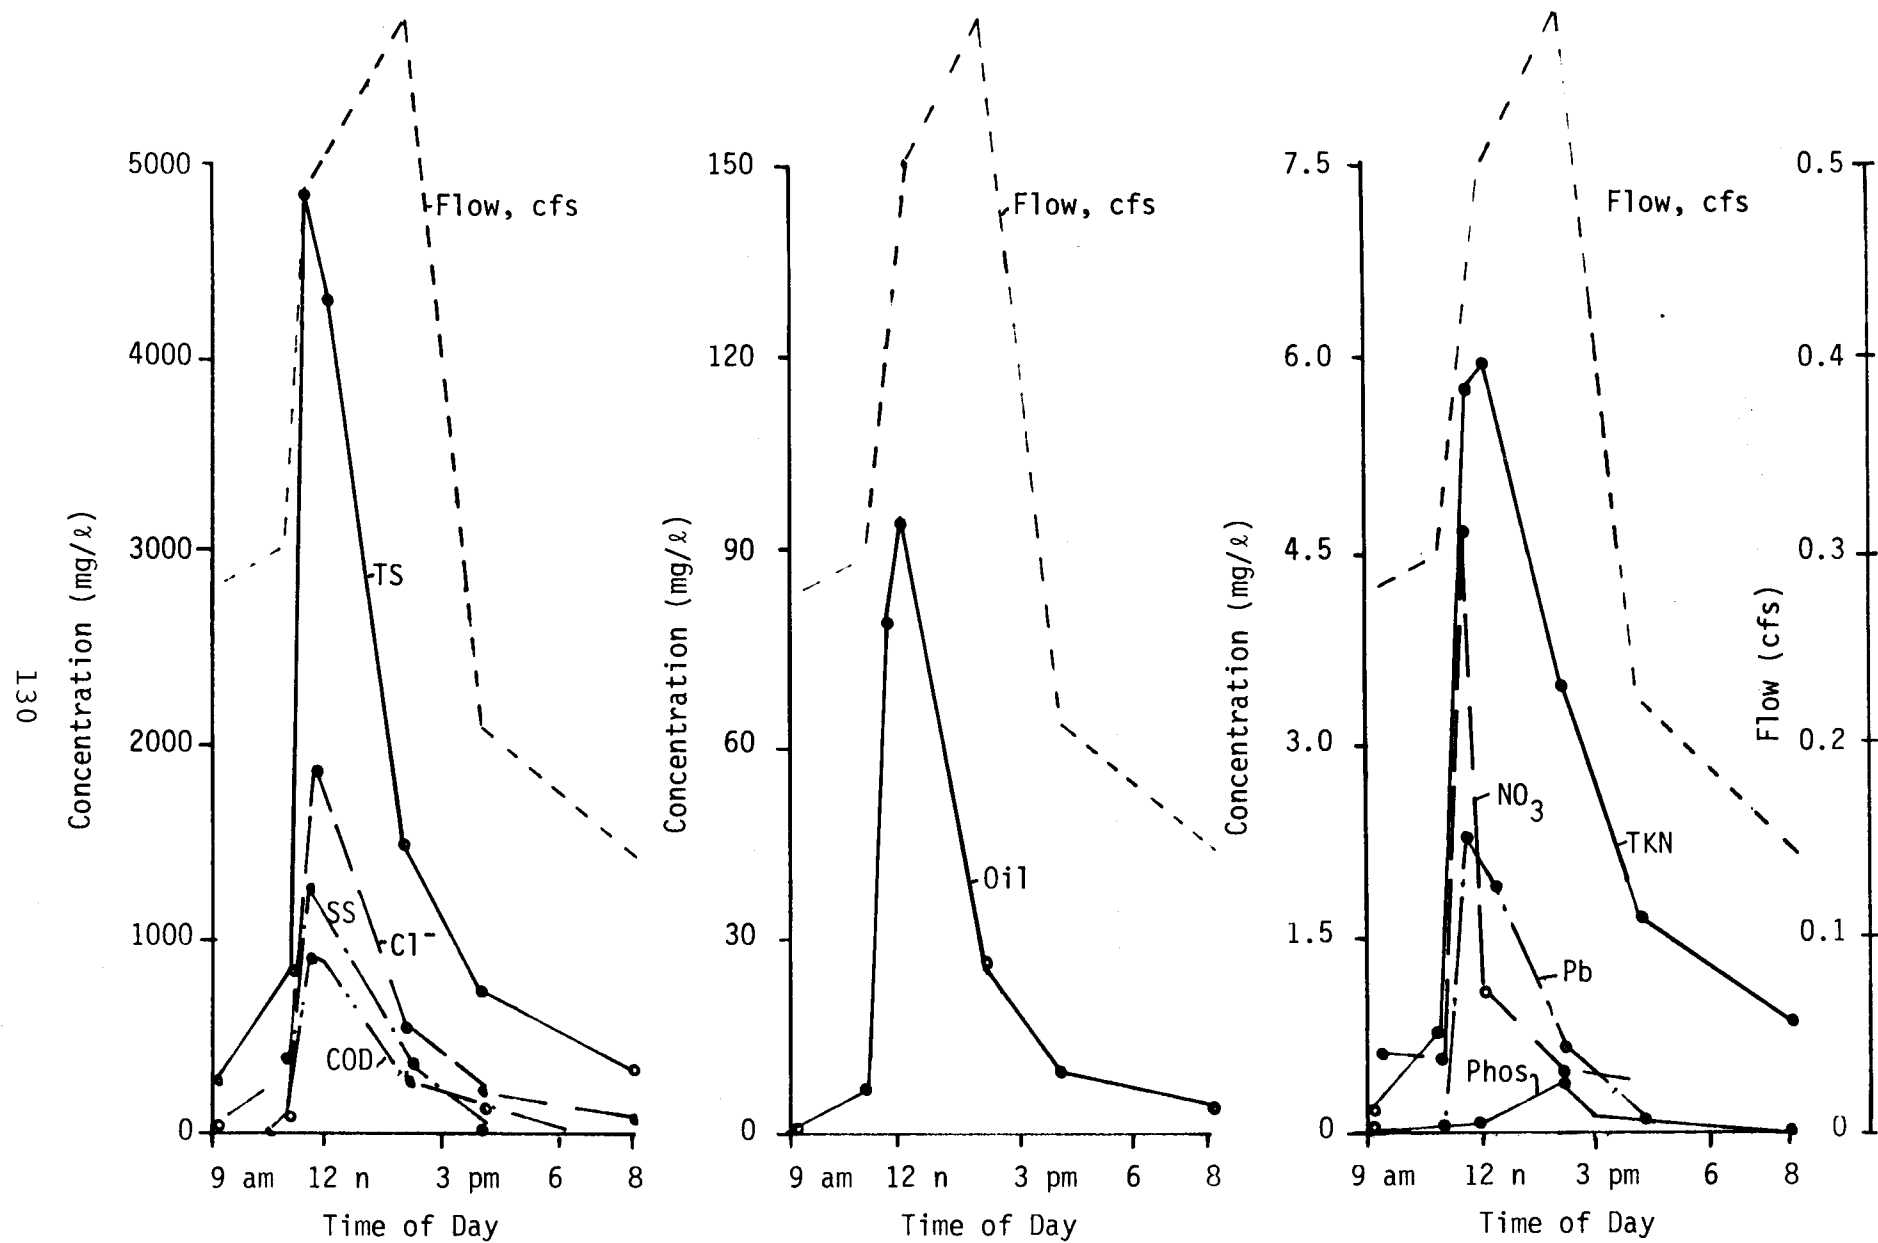 5000
4000
3000
2000
1000
0
Concentration (mg/ℓ)
Flow, cfs
TS
SS
Cl⁻
COD
9 am 12 n 3 pm 6 8
Time of Day
150
120
90
60
30
0
Concentration (mg/ℓ)
Flow, cfs
Oil
9 am 12 n 3 pm 6 8
Time of Day
7.5
6.0
4.5
3.0
1.5
0
Concentration (mg/ℓ)
Flow, cfs
NO3
TKN
Pb
Phos
9 am 12 n 3 pm 6 8
Time of Day
0.5
0.4
0.3
0.2
0.1
0
Flow (cfs)
130